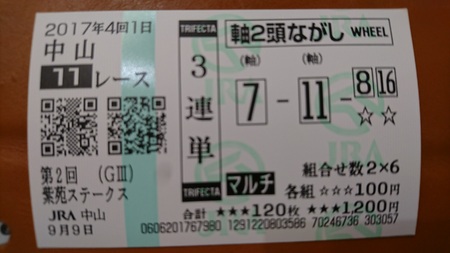 2017年4回1日
中山
11レース
第2回 (GⅢ)
紫苑ステークス
JRA 中山
9月9日
TRIFECTA
3連単
TRIFECTA
軸2頭ながし WHEEL
(軸) (軸)
7 - 11 - 8 16
☆ ☆
マルチ
組合せ数2×6
各組 ☆☆☆100円
合計 ★★★120枚 ★★★1,200円
0606201767980 1291220803586 70246736 303057
JRA
JRA